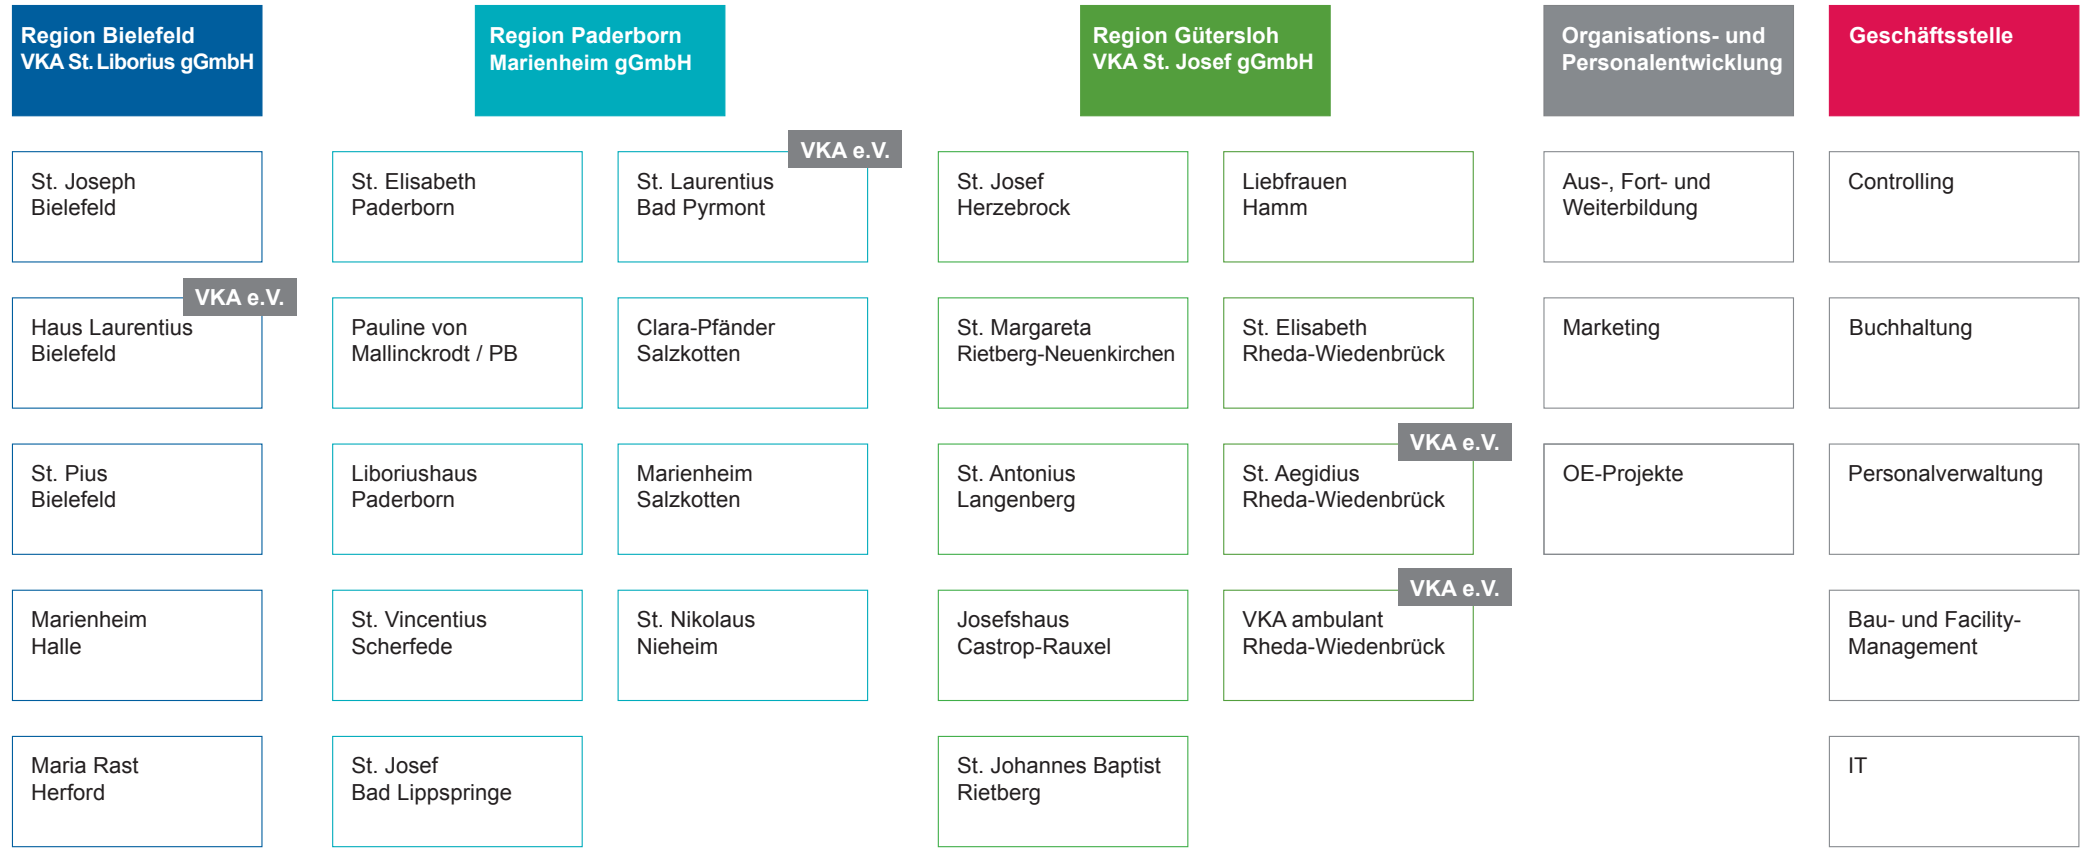 Region Bielefeld
VKA St. Liborius gGmbH
St. Joseph
Bielefeld
VKA e.V.
Haus Laurentius
Bielefeld
St. Pius
Bielefeld
Marienheim
Halle
Maria Rast
Herford
Region Paderborn
Marienheim gGmbH
St. Elisabeth
Paderborn
Pauline von
Mallinckrodt / PB
Liboriushaus
Paderborn
St. Vincentius
Scherfede
St. Josef
Bad Lippspringe
VKA e.V.
St. Laurentius
Bad Pyrmont
Clara-Pfänder
Salzkotten
Marienheim
Salzkotten
St. Nikolaus
Nieheim
Region Gütersloh
VKA St. Josef gGmbH
St. Josef
Herzebrock
St. Margareta
Rietberg-Neuenkirchen
St. Antonius
Langenberg
Josefshaus
Castrop-Rauxel
St. Johannes Baptist
Rietberg
Liebfrauen
Hamm
St. Elisabeth
Rheda-Wiedenbrück
VKA e.V.
St. Aegidius
Rheda-Wiedenbrück
VKA e.V.
VKA ambulant
Rheda-Wiedenbrück
Organisations- und
Personalentwicklung
Aus-, Fort- und
Weiterbildung
Marketing
OE-Projekte
Geschäftsstelle
Controlling
Buchhaltung
Personalverwaltung
Bau- und Facility-
Management
IT